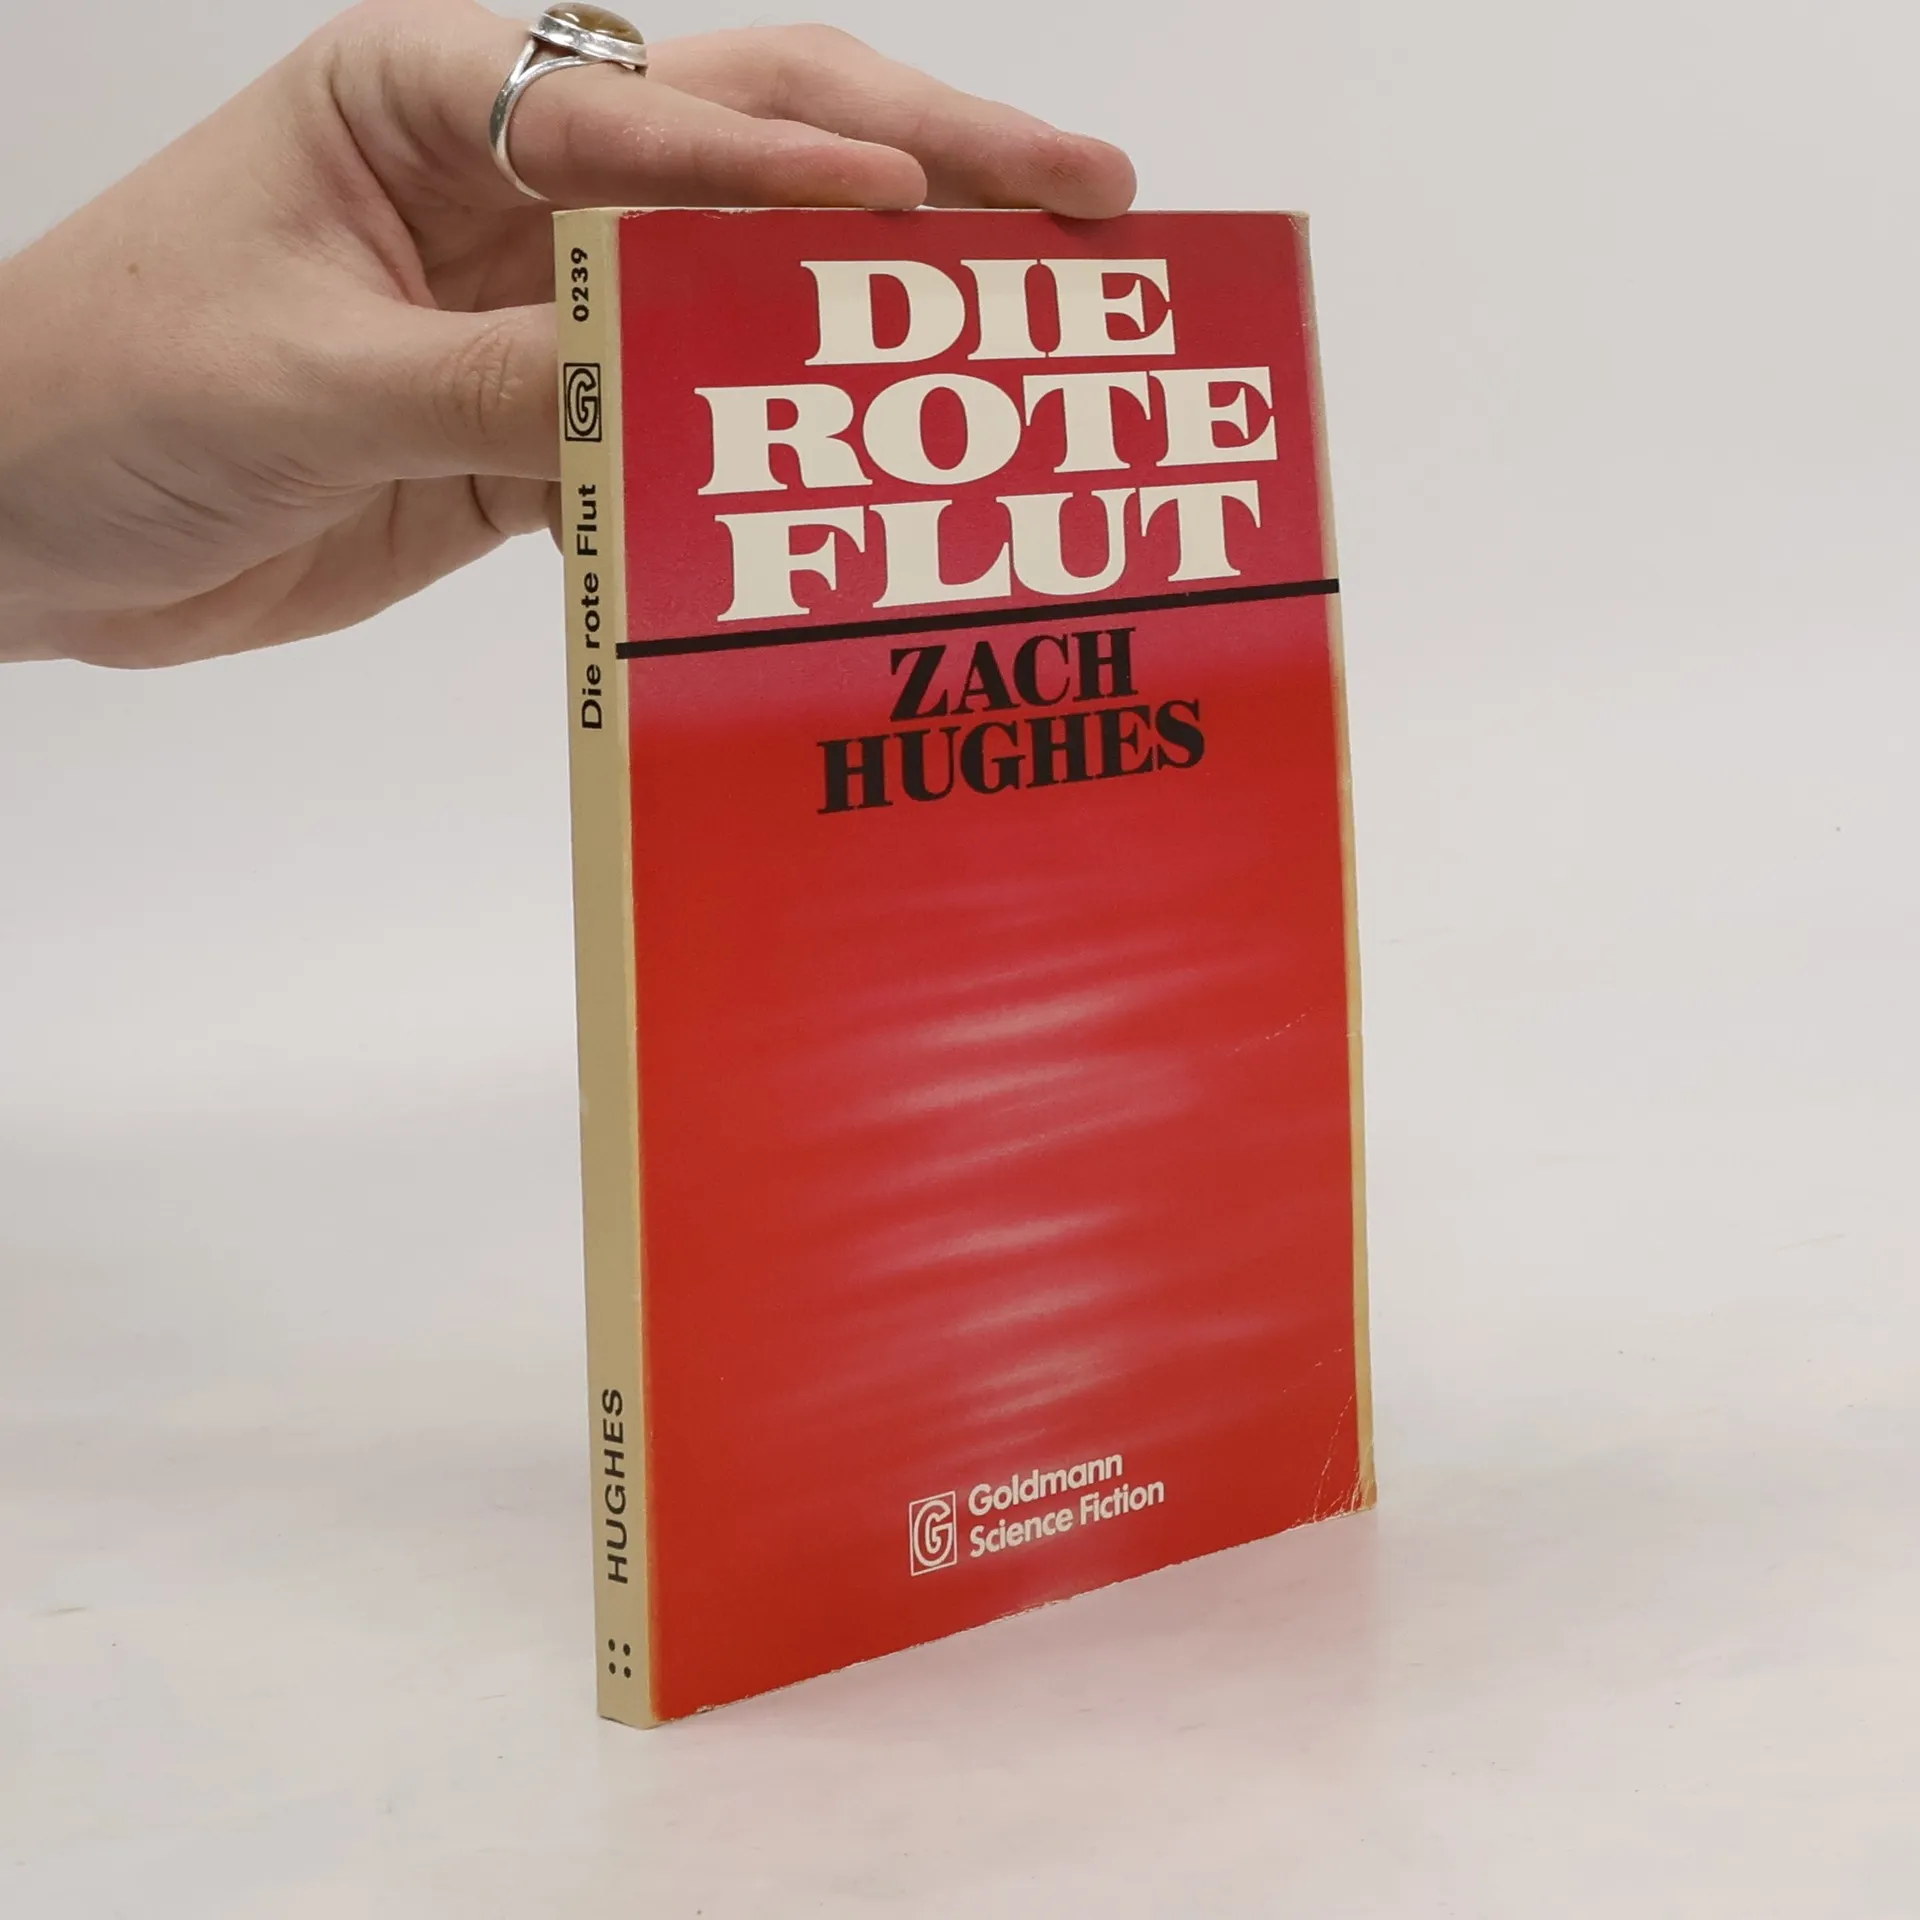 0239
G
Die rote Flut
HUGHES
DIE
ROTE
FLUT
ZACH
HUGHES
G
Goldmann
Science Fiction